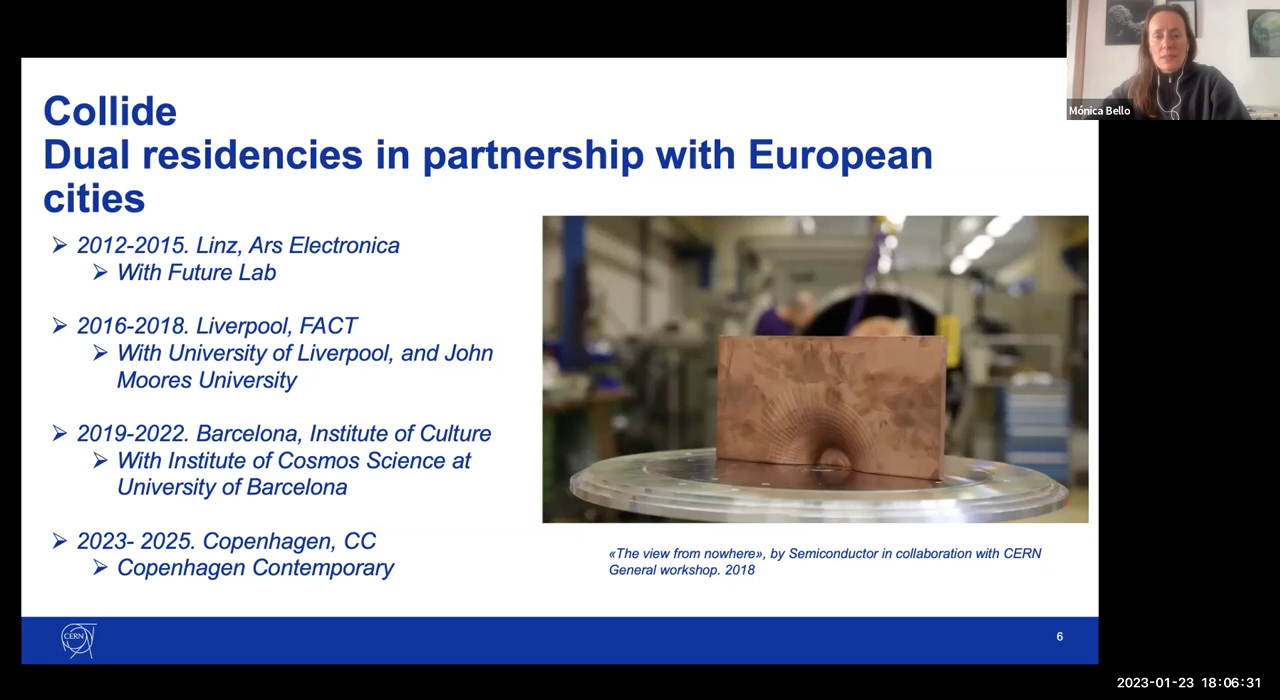 Mónica Bello
Collide
Dual residencies in partnership with European
cities
➢ 2012-2015. Linz, Ars Electronica
➢ With Future Lab
➢ 2016-2018. Liverpool, FACT
➢ With University of Liverpool, and John
Moores University
➢ 2019-2022. Barcelona, Institute of Culture
➢ With Institute of Cosmos Science at
University of Barcelona
➢ 2023- 2025. Copenhagen, CC
➢ Copenhagen Contemporary
«The view from nowhere», by Semiconductor in collaboration with CERN
General workshop. 2018
CERN
6
2023-01-23 18:06:31